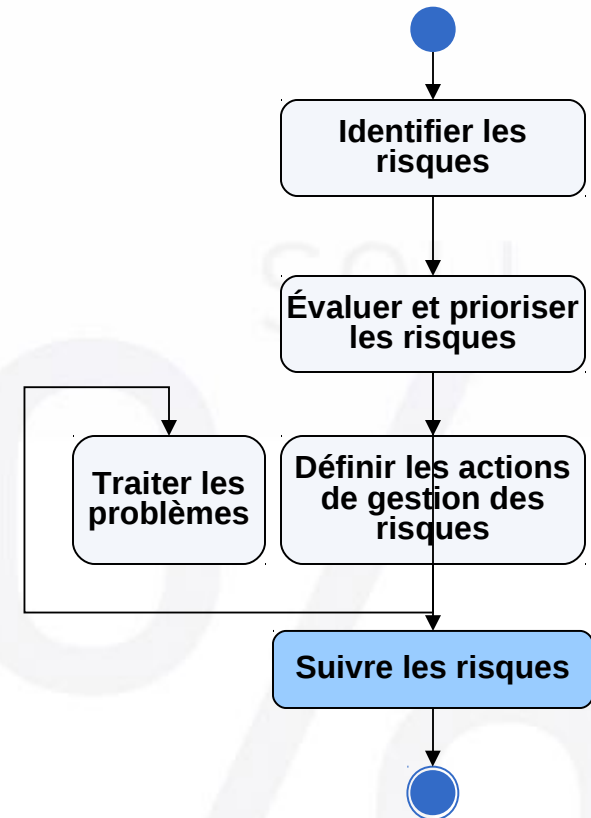 Identifier les
risques
Évaluer et prioriser
les risques
Traiter les
problèmes
Définir les actions
de gestion des
risques
Suivre les risques